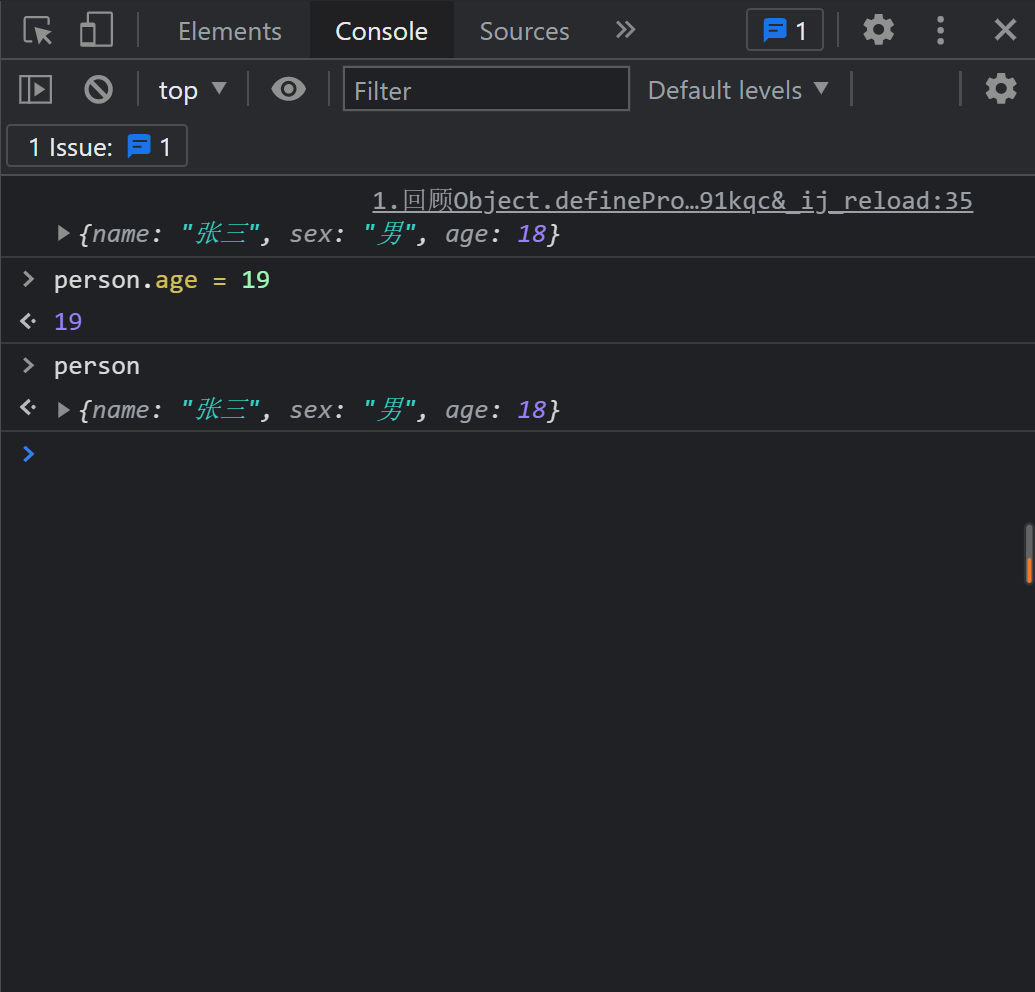 Elements Console Sources 1
top Filter Default levels
1 Issue: 1
1.回顾Object.definePro…91kqc&_ij_reload:35
{name: "张三", sex: "男", age: 18}
person.age = 19
19
person
{name: "张三", sex: "男", age: 18}